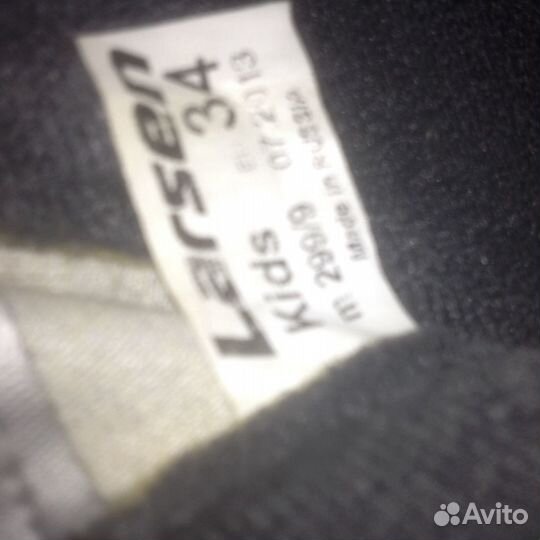 Larsen
Kids 34
m 299/9 07 2013
Made in Russia
Avito